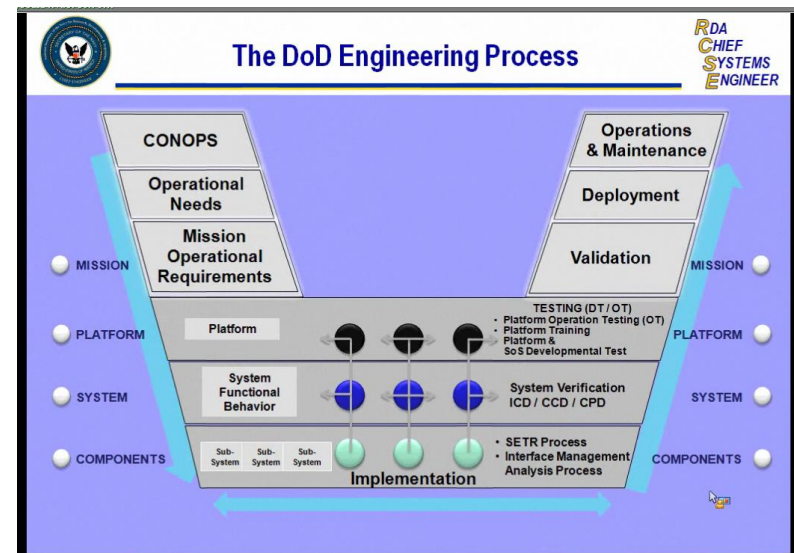 The DoD Engineering Process
RDA
CHIEF
SYSTEMS
ENGINEER
CONOPS
Operational
Needs
Mission
Operational
Requirements
Operations
& Maintenance
Deployment
Validation
MISSION
PLATFORM
SYSTEM
COMPONENTS
MISSION
PLATFORM
SYSTEM
COMPONENTS
Platform
TESTING (DT / OT)
• Platform Operation Testing (OT)
• Platform Training
• Platform &
SoS Developmental Test
System
Functional
Behavior
System Verification
ICD / CCD / CPD
Sub-
System
Sub-
System
Sub-
System
• SETR Process
• Interface Management
Analysis Process
Implementation